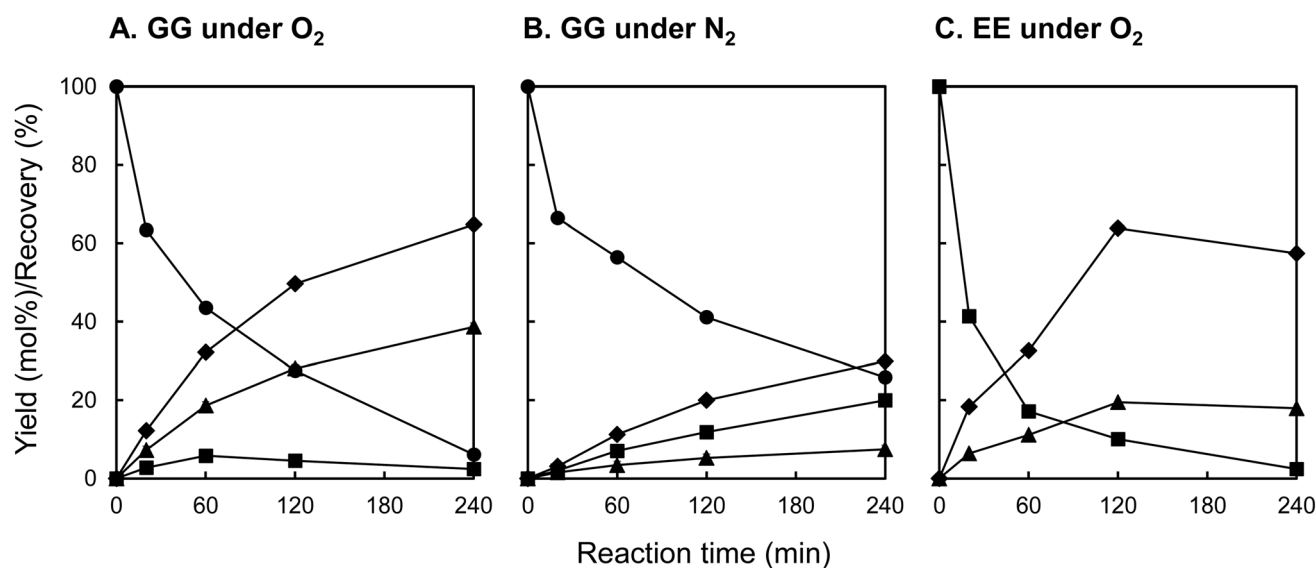 A. GG under O₂
B. GG under N₂
C. EE under O₂
Yield (mol%)/Recovery (%)
100
80
60
40
20
0
0 60 120 180 240
0 60 120 180 240
0 60 120 180 240
Reaction time (min)